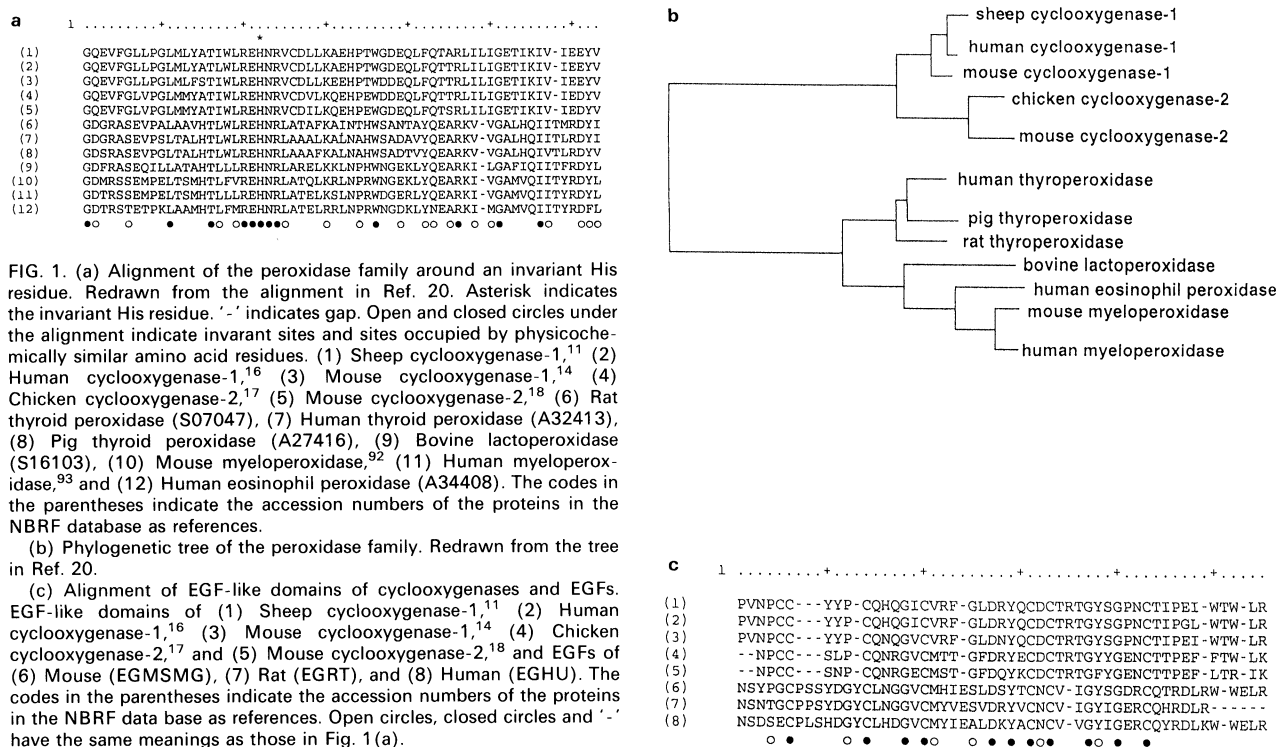 a
1 ........+.........+.........+.........+.........+.........+...
*
(1) GQEVFGLLPGLMLYATIWLREHNRVCDLLKAEHPTWGDEQLFQTARLILIGETIKIV-IEEYV
(2) GQEVFGLVPGLMMYATIWLREHNRVCDLLKAEHPTWGDEQLFQTTRLILIGETIKIV-IEEYV
(3) GQEVFGLLPGLMLFSTIWLREHNRVCDLLKEEHPTWDDEQLFQTTRLILIGETIKIV-IEEYV
(4) GQEVFGLVPGLMMYATIWLREHNRVCDVLKQEHPEWDDEQLFQTTRLILIGETIKIV-IEDYV
(5) GQEVFGLVPGLMMYATIWLREHNRVCDILKQEHPEWGDEQLFQTSRLILIGETIKIV-IEDYV
(6) GDGRASEVPALAAVHTLWLREHNRLATAFKAINTHWSANTAYQEARKV-VGALHQIITMRDYI
(7) GDGRASEVPSLTALHTLWLREHNRLAAALKALNAHWSADAVYQEARKV-VGALHQIITLRDYI
(8) GDSRASEVPGLTALHTLWLREHNRLAAAFKALNAHWSADTVYQEARKV-VGALHQIVTLRDYV
(9) GDFRASEQILLATAHTLLLREHNRLARELKKLNPHWNGEKLYQEARKI-LGAFIQIITFRDYL
(10) GDMRSSEMPELTSMHTLFVREHNRLATQLKRLNPRWNGEKLYQEARKI-VGAMVQIITYRDYL
(11) GDTRSSEMPELTSMHTLLLREHNRLATELKSLNPRWDGERLYQEARKI-VGAMVQIITYRDYL
(12) GDTRSTETPKLAAMHTLFMREHNRLATELRRLNPRWNGDKLYNEARKI-MGAMVQIITYRDFL
FIG. 1. (a) Alignment of the peroxidase family around an invariant His
residue. Redrawn from the alignment in Ref. 20. Asterisk indicates
the invariant His residue. '-' indicates gap. Open and closed circles under
the alignment indicate invarant sites and sites occupied by physicoche-
mically similar amino acid residues. (1) Sheep cyclooxygenase-1,11 (2)
Human cyclooxygenase-1,16 (3) Mouse cyclooxygenase-1,14 (4)
Chicken cyclooxygenase-2,17 (5) Mouse cyclooxygenase-2,18 (6) Rat
thyroid peroxidase (S07047), (7) Human thyroid peroxidase (A32413),
(8) Pig thyroid peroxidase (A27416), (9) Bovine lactoperoxidase
(S16103), (10) Mouse myeloperoxidase,92 (11) Human myeloperox-
idase,93 and (12) Human eosinophil peroxidase (A34408). The codes in
the parentheses indicate the accession numbers of the proteins in the
NBRF database as references.
(b) Phylogenetic tree of the peroxidase family. Redrawn from the tree
in Ref. 20.
(c) Alignment of EGF-like domains of cyclooxygenases and EGFs.
EGF-like domains of (1) Sheep cyclooxygenase-1,11 (2) Human
cyclooxygenase-1,16 (3) Mouse cyclooxygenase-1,14 (4) Chicken
cyclooxygenase-2,17 and (5) Mouse cyclooxygenase-2,18 and EGFs of
(6) Mouse (EGMSMG), (7) Rat (EGRT), and (8) Human (EGHU). The
codes in the parentheses indicate the accession numbers of the proteins
in the NBRF data base as references. Open circles, closed circles and '-'
have the same meanings as those in Fig. 1(a).
b
sheep cyclooxygenase-1
human cyclooxygenase-1
mouse cyclooxygenase-1
chicken cyclooxygenase-2
mouse cyclooxygenase-2
human thyroperoxidase
pig thyroperoxidase
rat thyroperoxidase
bovine lactoperoxidase
human eosinophil peroxidase
mouse myeloperoxidase
human myeloperoxidase
c
1 .........+.........+.........+.........+.........+.....
(1) PVNPCC---YYP-CQHQGICVRF-GLDRYQCDCTRTGYSGPNCTIPEI-WTW-LR
(2) PVNPCC---YYP-CQHQGICVRF-GLDRYQCDCTRTGYSGPNCTIPGL-WTW-LR
(3) PVNPCC---YYP-CQNQGVCVRF-GLDNYQCDCTRTGYSGPNCTIPEI-WTW-LR
(4) --NPCC---SLP-CQNRGVCMTT-GFDRYECDCTRTGYYGENCTTPEF-FTW-LK
(5) --NPCC---SNP-CQNRGECMST-GFDQYKCDCTRTGFYGENCTTPEF-LTR-IK
(6) NSYPGCPSSYDGYCLNGGVCMHIESLDSYTCNCV-IGYSGDRCQTRDLRW-WELR
(7) NSNTGCPPSYDGYCLNGGVCMYVESVDRYVCNCV-IGYIGERCQHRDLR------
(8) NSDSECPLSHDGYCLHDGVCMYIEALDKYACNCV-VGYIGERCQYRDLKW-WELR